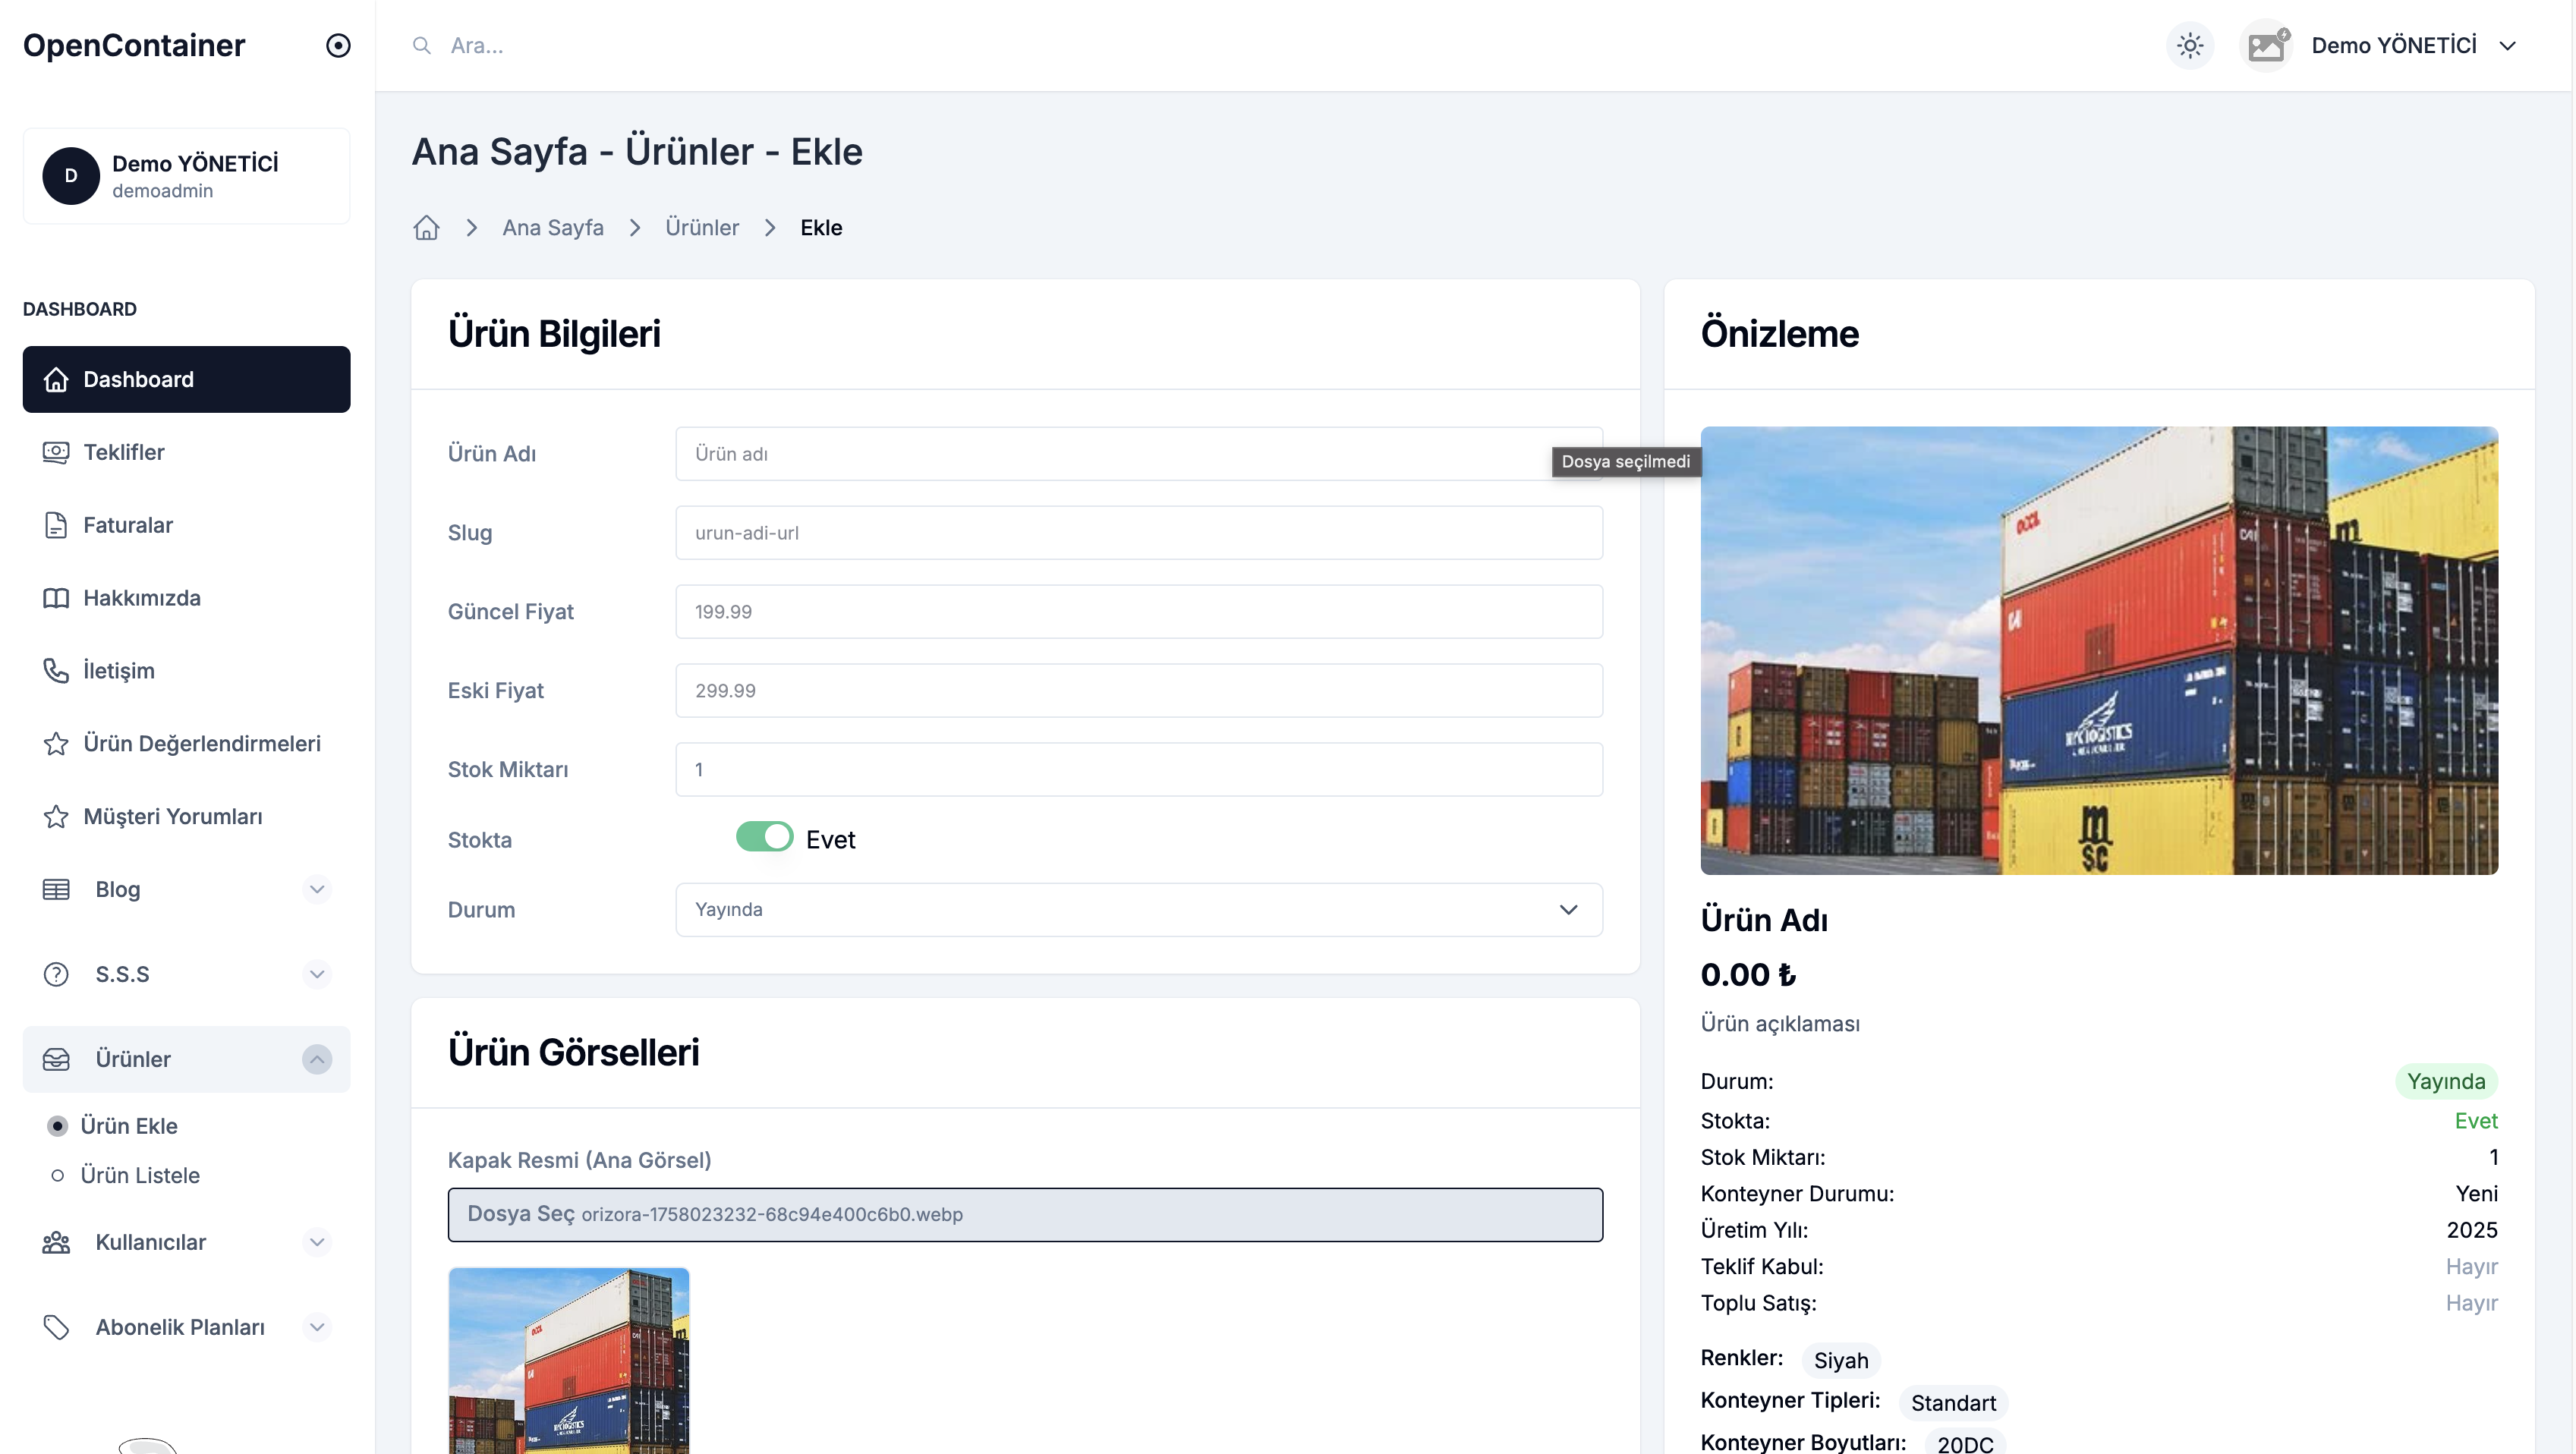 OpenContainer
Ara...
Demo YÖNETİCİ
D
Demo YÖNETİCİ
demoadmin
DASHBOARD
Dashboard
Teklifler
Faturalar
Hakkımızda
İletişim
Ürün Değerlendirmeleri
Müşteri Yorumları
Blog
S.S.S
Ürünler
Ürün Ekle
Ürün Listele
Kullanıcılar
Abonelik Planları
Ana Sayfa - Ürünler - Ekle
Ana Sayfa
Ürünler
Ekle
Ürün Bilgileri
Ürün Adı
Ürün adı
Dosya seçilmedi
Slug
urun-adi-url
Güncel Fiyat
199.99
Eski Fiyat
299.99
Stok Miktarı
1
Stokta
Evet
Durum
Yayında
Ürün Görselleri
Kapak Resmi (Ana Görsel)
Dosya Seç orizora-1758023232-68c94e400c6b0.webp
Önizleme
OOCL
CAI
m
LOGISTICS
m
SC
Ürün Adı
0.00 ₺
Ürün açıklaması
Durum: Yayında
Stokta: Evet
Stok Miktarı: 1
Konteyner Durumu: Yeni
Üretim Yılı: 2025
Teklif Kabul: Hayır
Toplu Satış: Hayır
Renkler: Siyah
Konteyner Tipleri: Standart
Konteyner Boyutları: 20DC